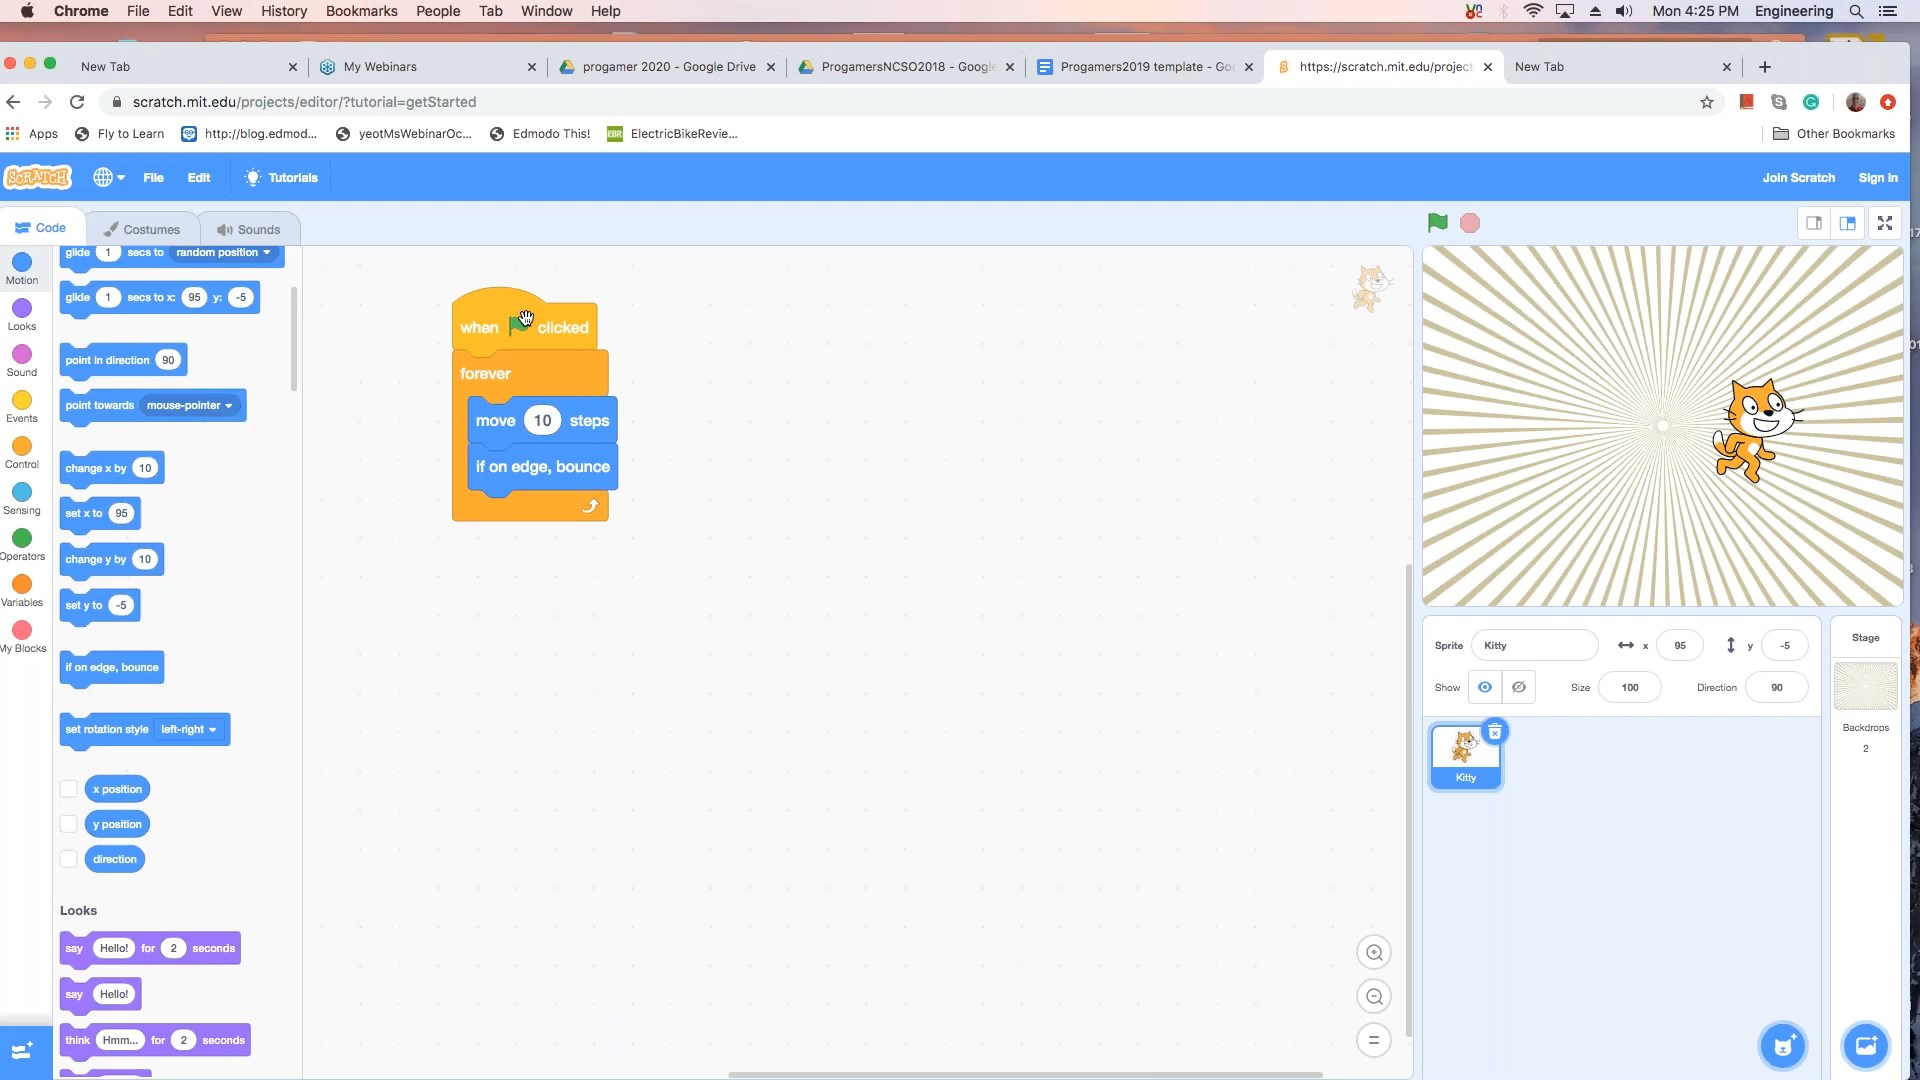 Chrome File Edit View History Bookmarks People Tab Window Help
Mon 4:25 PM Engineering
New Tab
My Webinars
progamer 2020 - Google Drive
ProgamersNCSO2018 - Google
Progamers2019 template - Goo
https://scratch.mit.edu/project
New Tab
scratch.mit.edu/projects/editor/?tutorial=getStarted
Apps
Fly to Learn
http://blog.edmod...
yeotMsWebinarOc...
Edmodo This!
EBR
ElectricBikeRevie...
Other Bookmarks
SCRATCH
File
Edit
Tutorials
Join Scratch
Sign in
Code
Costumes
Sounds
Motion
Looks
Sound
Events
Control
Sensing
Operators
Variables
My Blocks
glide 1 secs to random position
glide 1 secs to x: 95 y: -5
point in direction 90
point towards mouse-pointer
change x by 10
set x to 95
change y by 10
set y to -5
if on edge, bounce
set rotation style left-right
x position
y position
direction
Looks
say Hello! for 2 seconds
say Hello!
think Hmm... for 2 seconds
when clicked
forever
move 10 steps
if on edge, bounce
Sprite Kitty x 95 y -5
Show Size 100 Direction 90
Kitty
Stage
Backdrops
2